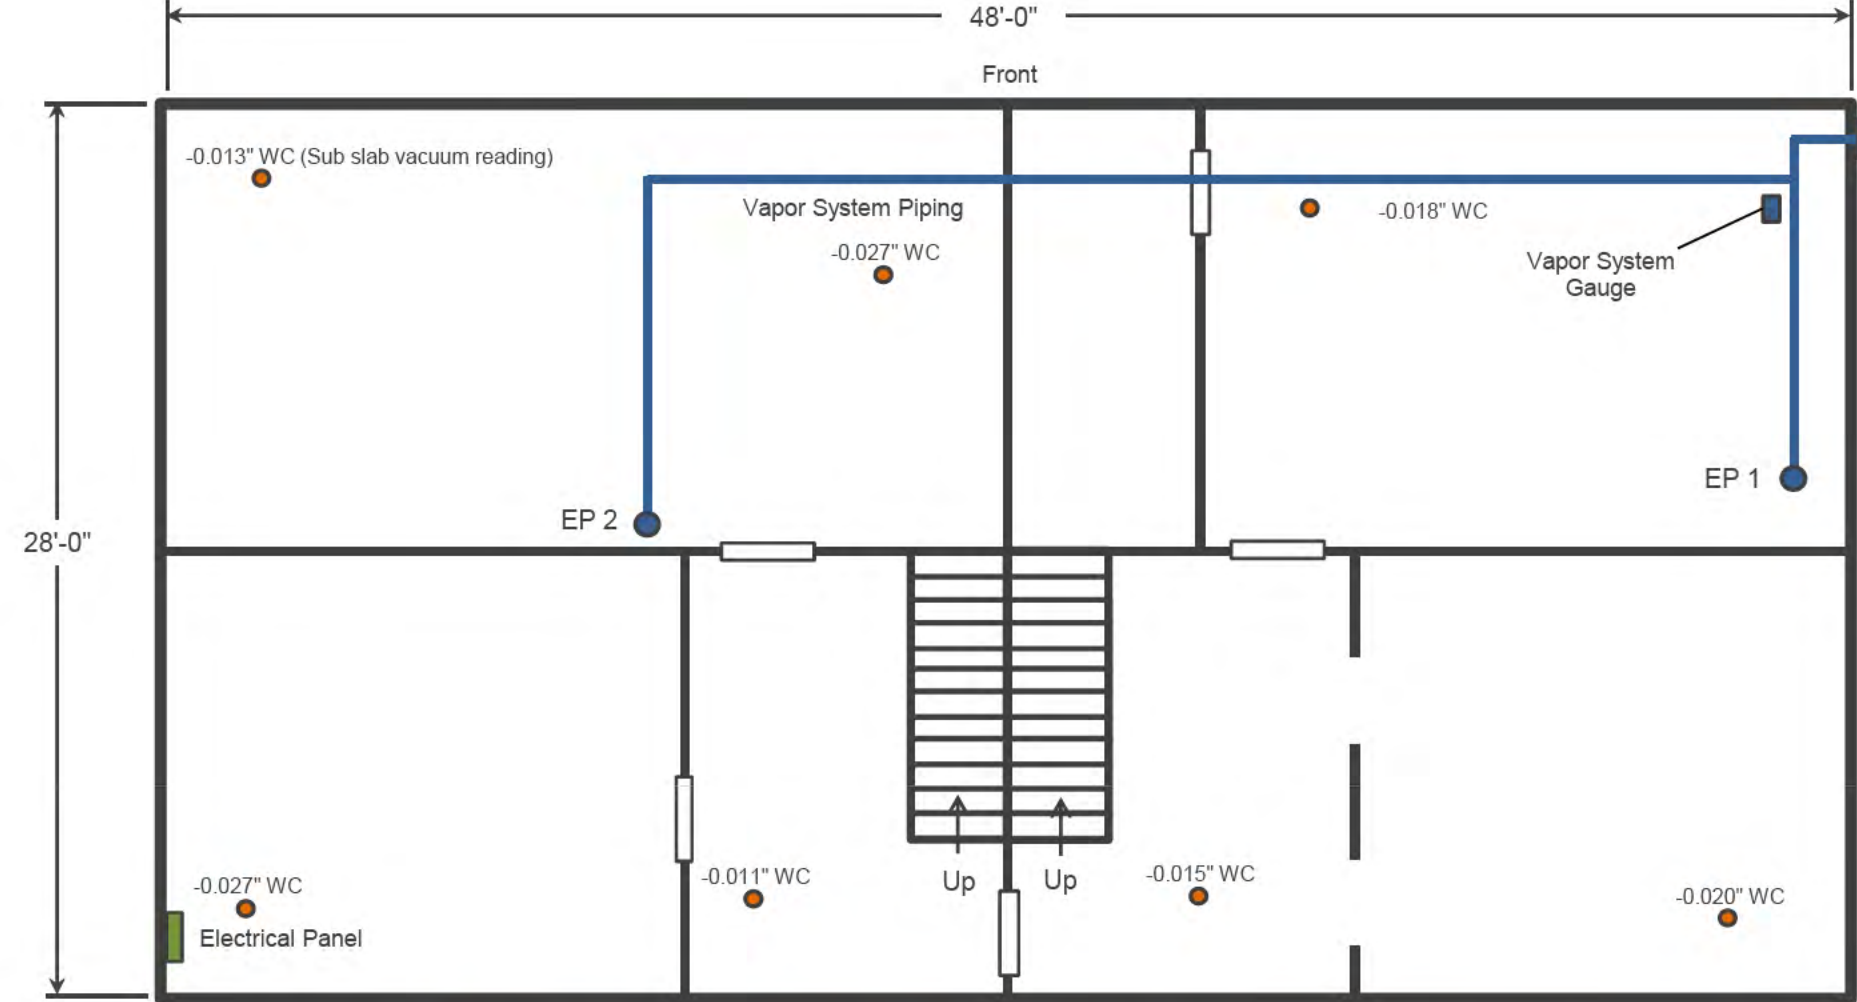 48'-0"
Front
-0.013" WC (Sub slab vacuum reading)
Vapor System Piping
-0.018" WC
-0.027" WC
Vapor System
Gauge
EP 1
EP 2
28'-0"
-0.011" WC
-0.015" WC
Up
Up
-0.027" WC
-0.020" WC
Electrical Panel